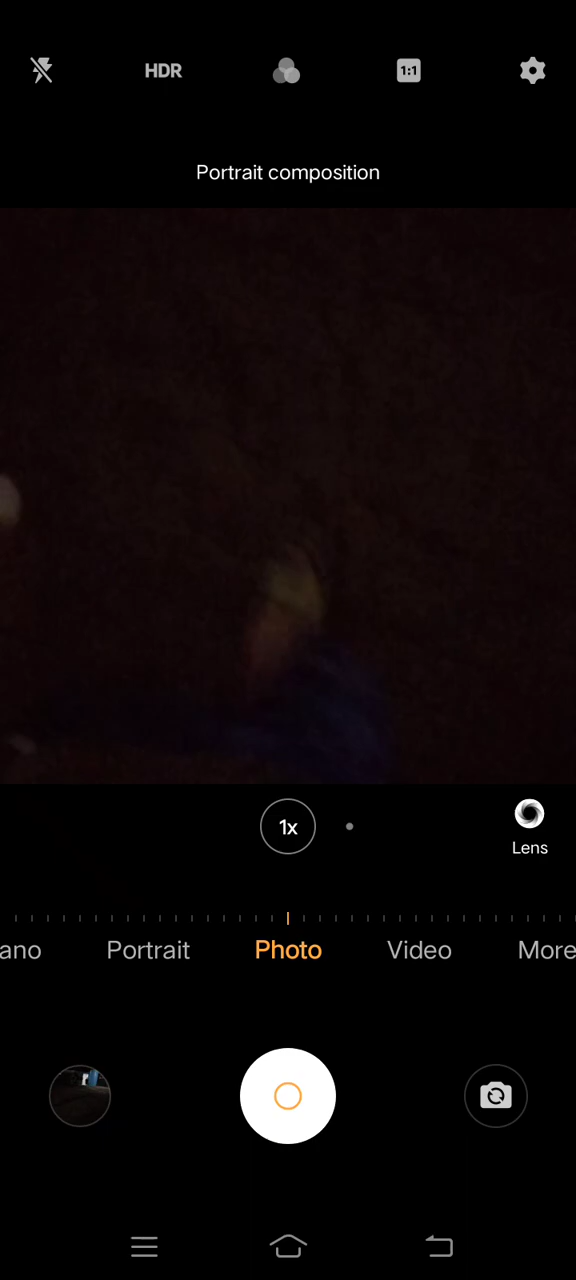 HDR
1:1
Portrait composition
1x
Lens
ano Portrait Photo Video More